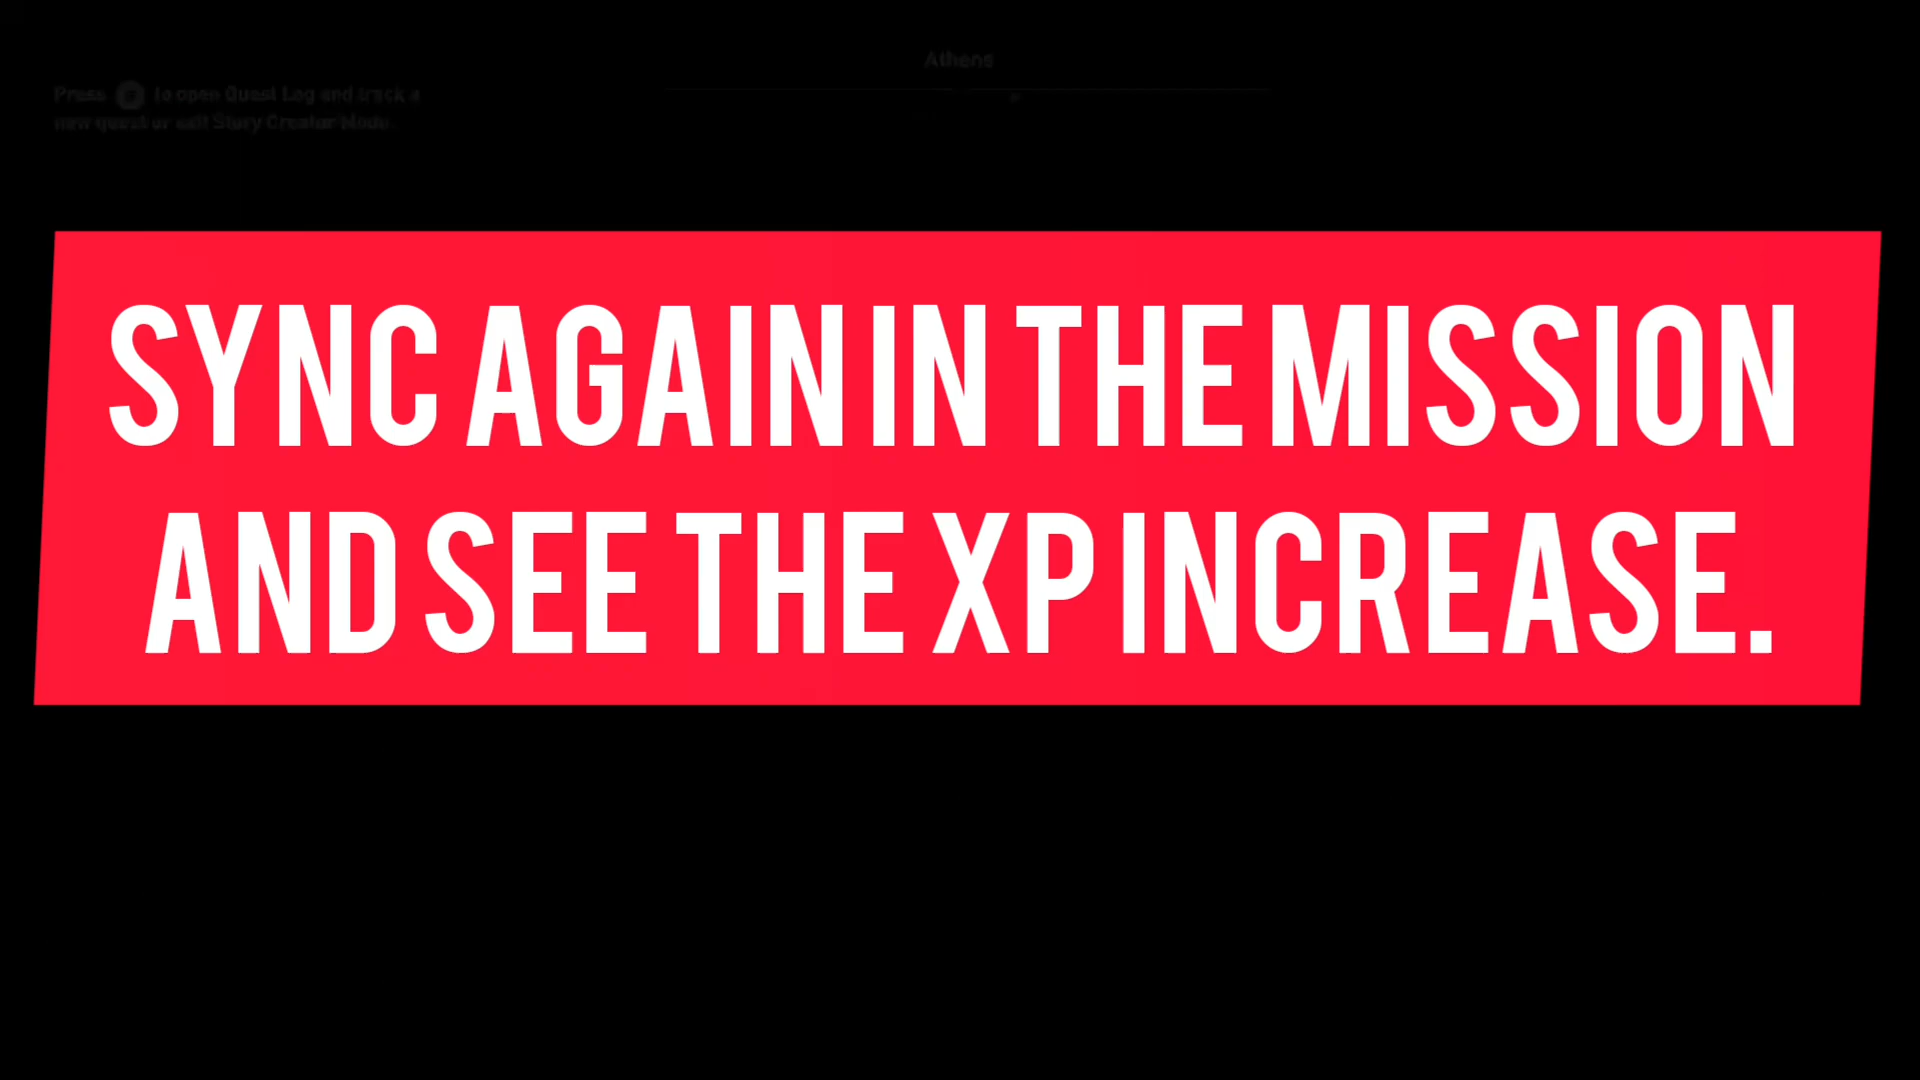 Athens
Press to open Quest Log and track a
new quest or exit Story Creator Mode.
SYNC AGAIN IN THE MISSION
AND SEE THE XP INCREASE.